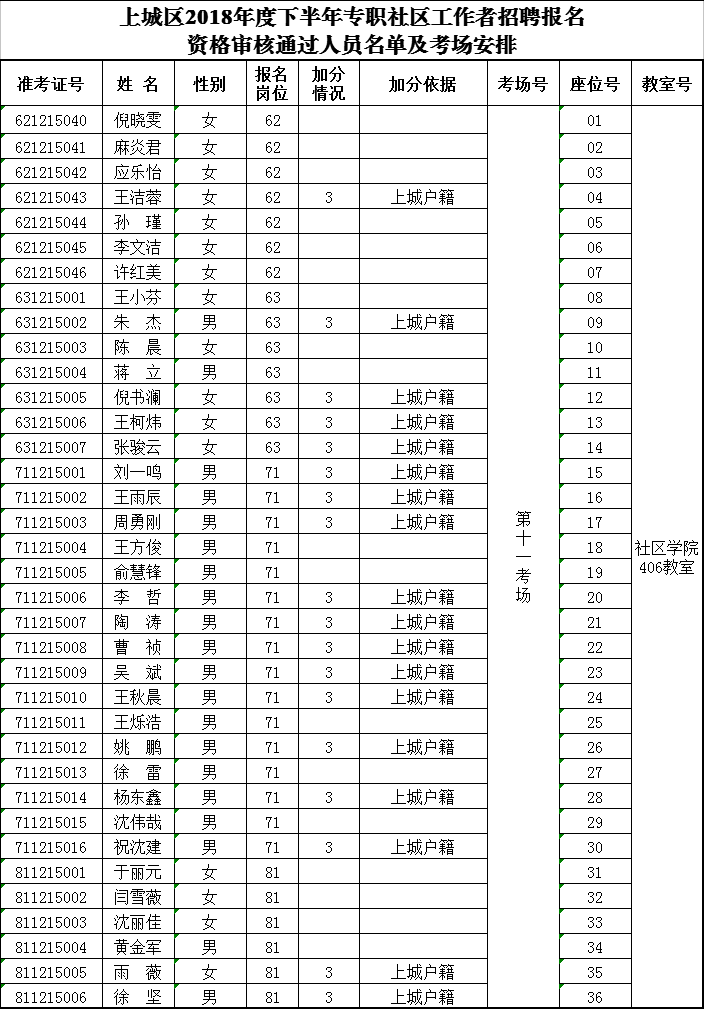 上城区2018年度下半年专职社区工作者招聘报名
资格审核通过人员名单及考场安排
准考证号 姓 名 性别 报名岗位 加分情况 加分依据 考场号 座位号 教室号
621215040 倪晓雯 女 62 01
621215041 麻炎君 女 62 02
621215042 应乐怡 女 62 03
621215043 王洁蓉 女 62 3 上城户籍 04
621215044 孙 瑾 女 62 05
621215045 李文洁 女 62 06
621215046 许红美 女 62 07
631215001 王小芬 女 63 08
631215002 朱 杰 男 63 3 上城户籍 09
631215003 陈 晨 女 63 10
631215004 蒋 立 男 63 11
631215005 倪书澜 女 63 3 上城户籍 12
631215006 王柯炜 女 63 3 上城户籍 13
631215007 张骏云 女 63 3 上城户籍 14
711215001 刘一鸣 男 71 3 上城户籍 15
711215002 王雨辰 男 71 3 上城户籍 16
711215003 周勇刚 男 71 3 上城户籍 17
711215004 王方俊 男 71 18
711215005 俞慧锋 男 71 19
711215006 李 哲 男 71 3 上城户籍 20
711215007 陶 涛 男 71 3 上城户籍 21
711215008 曹 祯 男 71 3 上城户籍 22
711215009 吴 斌 男 71 3 上城户籍 23
711215010 王秋晨 男 71 3 上城户籍 24
711215011 王烁浩 男 71 25
711215012 姚 鹏 男 71 3 上城户籍 26
711215013 徐 雷 男 71 27
711215014 杨东鑫 男 71 3 上城户籍 28
711215015 沈伟哉 男 71 29
711215016 祝沈建 男 71 3 上城户籍 30
811215001 于丽元 女 81 31
811215002 闫雪薇 女 81 32
811215003 沈丽佳 女 81 33
811215004 黄金军 男 81 34
811215005 雨 薇 女 81 3 上城户籍 35
811215006 徐 坚 男 81 3 上城户籍 36
第十一考场
社区学院
406教室